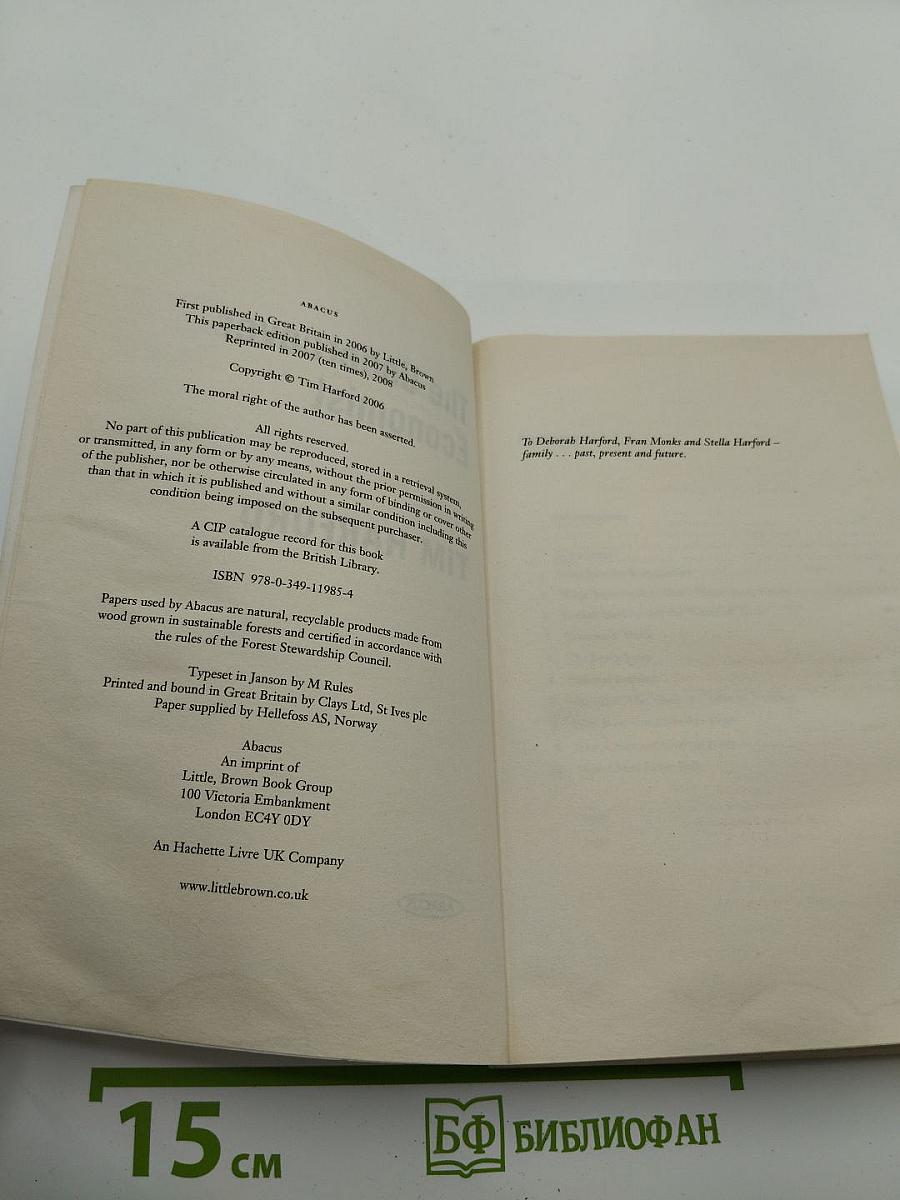 ABACUS
First published in Great Britain in 2006 by Little, Brown
This paperback edition published in 2007 by Abacus
Reprinted in 2007 (ten times), 2008
Copyright © Tim Harford 2006
The moral right of the author has been asserted.
All rights reserved.
No part of this publication may be reproduced, stored in a retrieval system,
or transmitted, in any form or by any means, without the prior permission in writing
of the publisher, nor be otherwise circulated in any form of binding or cover other
than that in which it is published and without a similar condition including this
condition being imposed on the subsequent purchaser.
A CIP catalogue record for this book
is available from the British Library.
ISBN 978-0-349-11985-4
Papers used by Abacus are natural, recyclable products made from
wood grown in sustainable forests and certified in accordance with
the rules of the Forest Stewardship Council.
Typeset in Janson by M Rules
Printed and bound in Great Britain by Clays Ltd, St Ives plc
Paper supplied by Hellefoss AS, Norway
Abacus
An imprint of
Little, Brown Book Group
100 Victoria Embankment
London EC4Y 0DY
An Hachette Livre UK Company
www.littlebrown.co.uk
To Deborah Harford, Fran Monks and Stella Harford –
family . . . past, present and future.
15 см
БФ БИБЛИОФАН